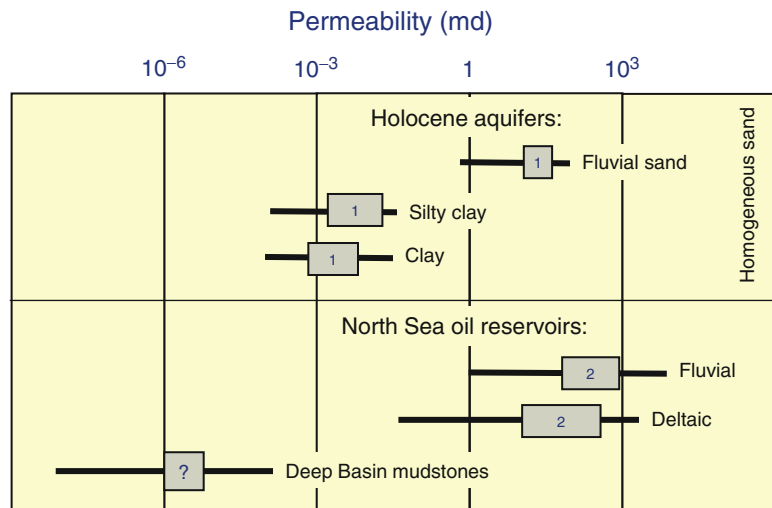 Permeability (md)
10⁻⁶ 10⁻³ 1 10³
Holocene aquifers:
1 Fluvial sand
1 Silty clay
1 Clay
Homogeneous sand
North Sea oil reservoirs:
2 Fluvial
2 Deltaic
? Deep Basin mudstones